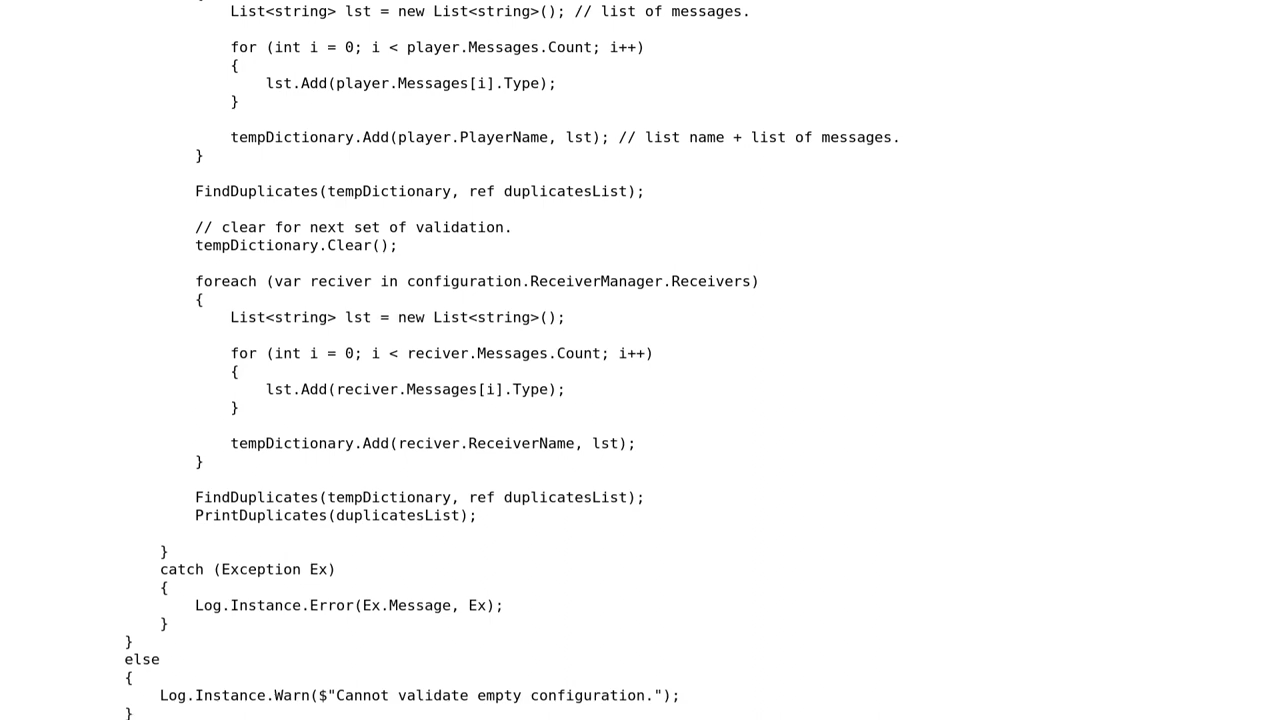 List<string> lst = new List<string>(); // list of messages.
for (int i = 0; i < player.Messages.Count; i++)
{
lst.Add(player.Messages[i].Type);
}
tempDictionary.Add(player.PlayerName, lst); // list name + list of messages.
}
FindDuplicates(tempDictionary, ref duplicatesList);
// clear for next set of validation.
tempDictionary.Clear();
foreach (var reciver in configuration.ReceiverManager.Receivers)
{
List<string> lst = new List<string>();
for (int i = 0; i < reciver.Messages.Count; i++)
{
lst.Add(reciver.Messages[i].Type);
}
tempDictionary.Add(reciver.ReceiverName, lst);
}
FindDuplicates(tempDictionary, ref duplicatesList);
PrintDuplicates(duplicatesList);
}
catch (Exception Ex)
{
Log.Instance.Error(Ex.Message, Ex);
}
}
else
{
Log.Instance.Warn($"Cannot validate empty configuration.");
}